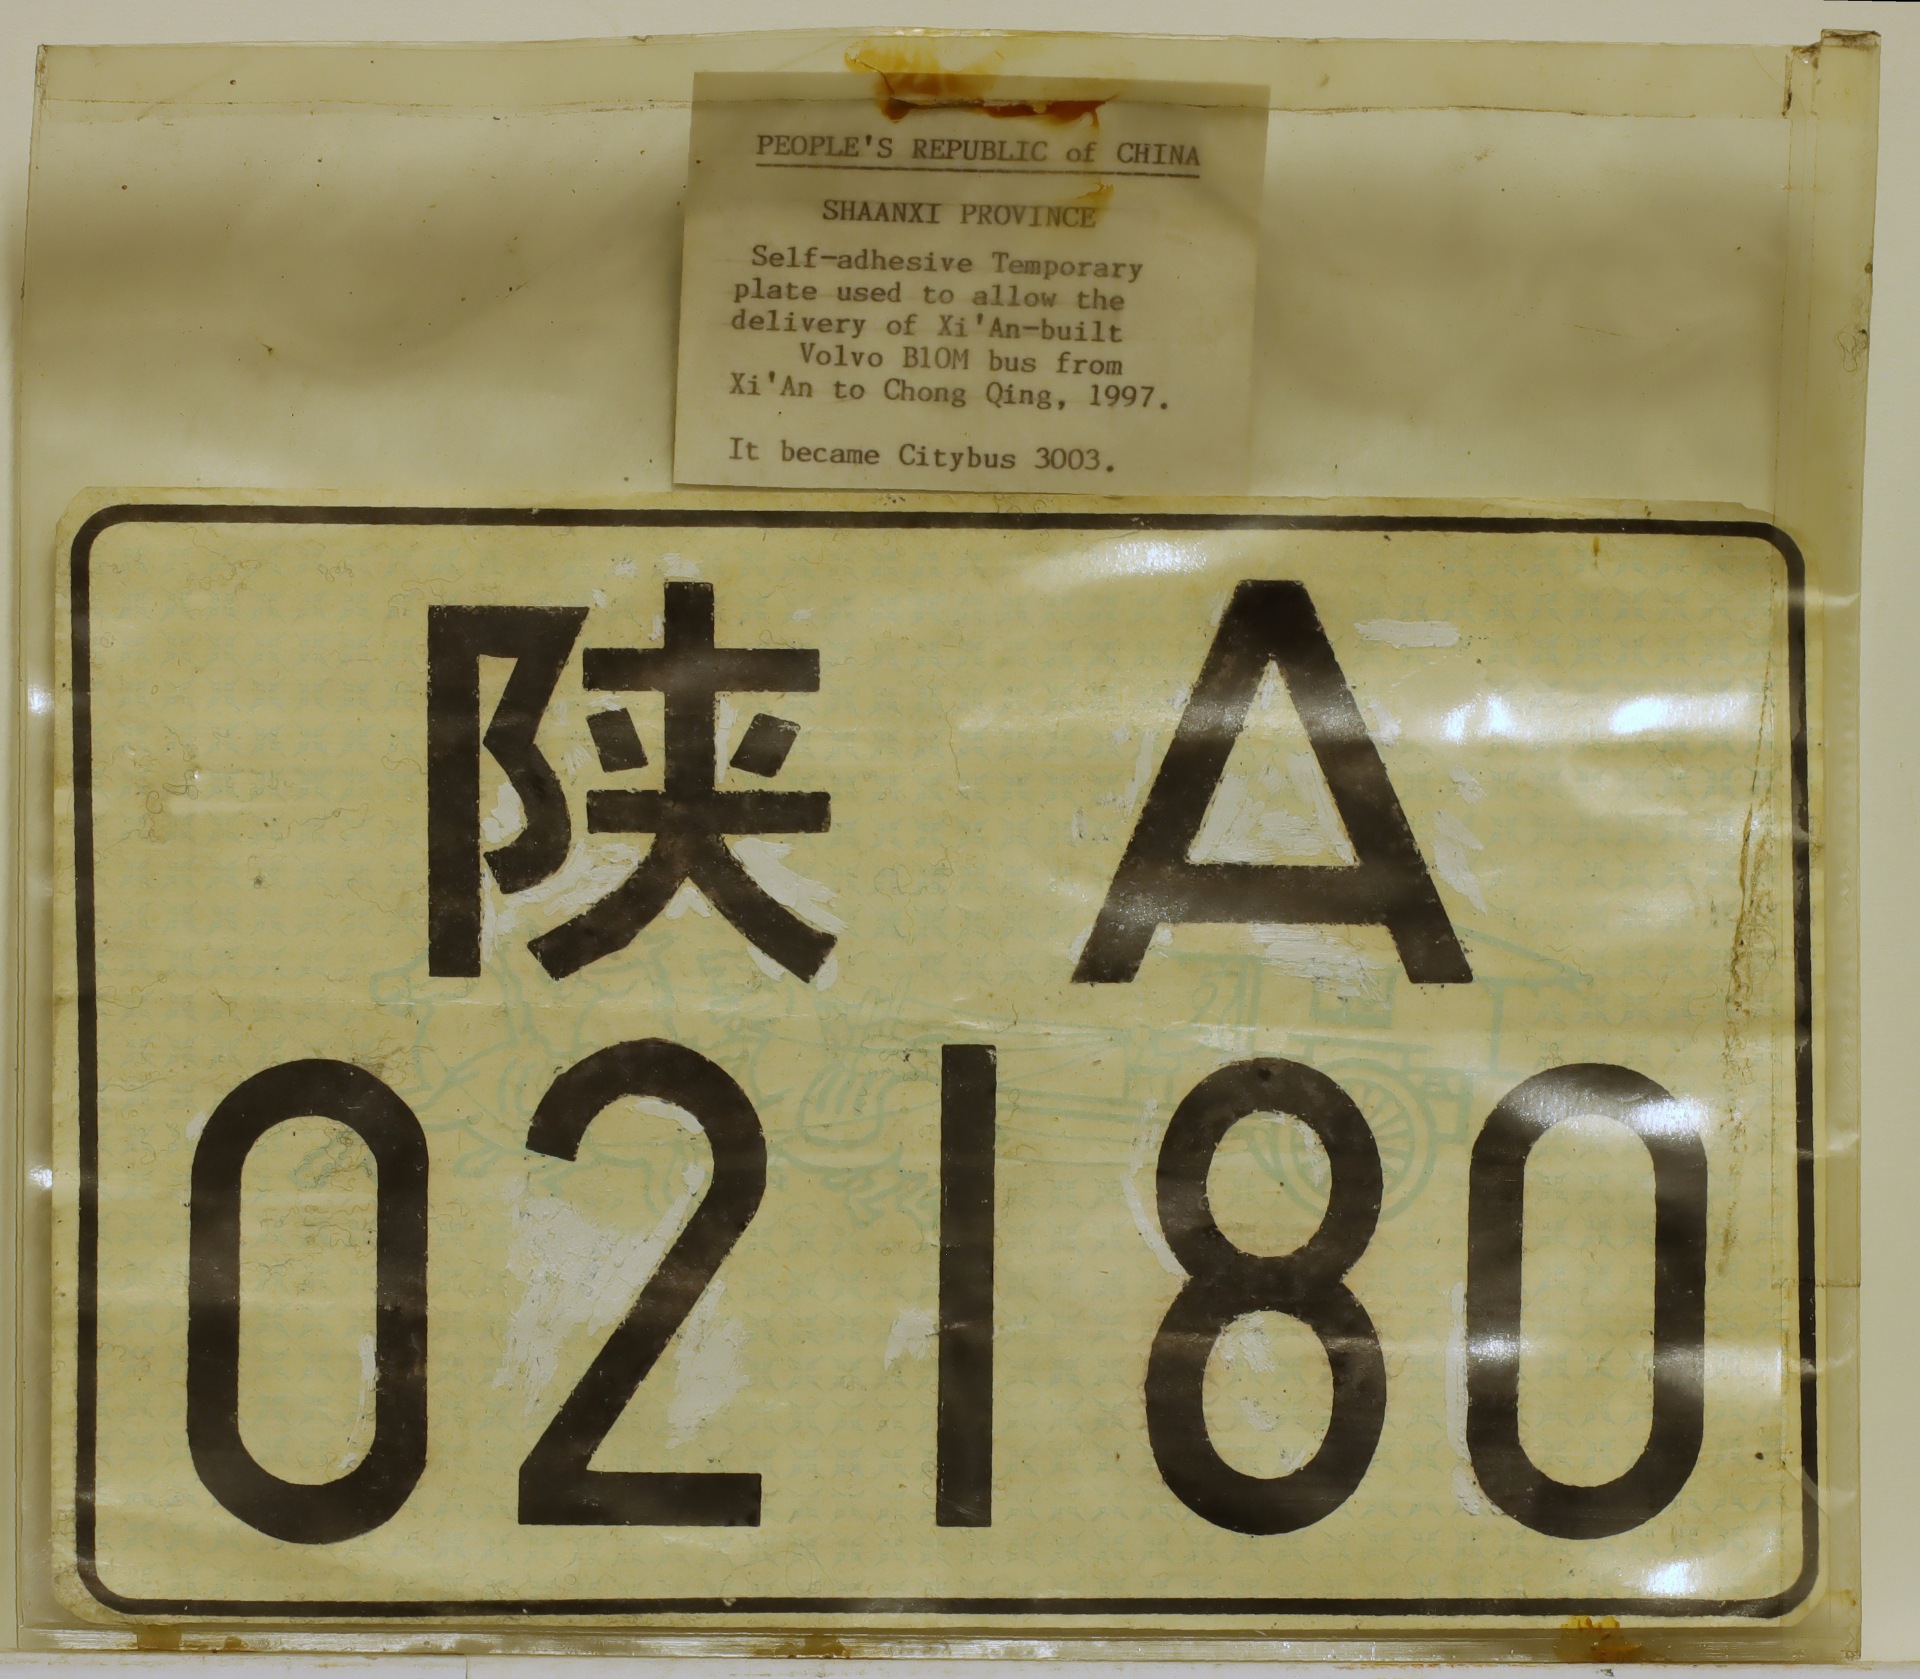 PEOPLE'S REPUBLIC of CHINA
SHAANXI PROVINCE
Self-adhesive Temporary
plate used to allow the
delivery of Xi'An-built
Volvo B10M bus from
Xi'An to Chong Qing, 1997.
It became Citybus 3003.
陕 A
02180